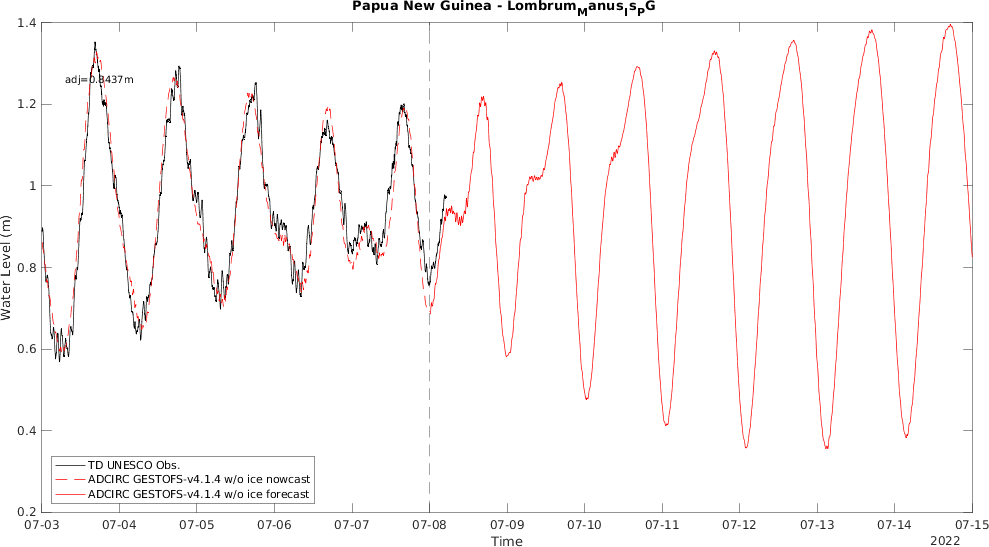 Papua New Guinea - LombrumManusIsPG
1.4
adj=0.8437m
1.2
1
0.8
0.6
0.4
0.2
Water Level (m)
TD UNESCO Obs.
ADCIRC GESTOFS-v4.1.4 w/o ice nowcast
ADCIRC GESTOFS-v4.1.4 w/o ice forecast
07-03 07-04 07-05 07-06 07-07 07-08 07-09 07-10 07-11 07-12 07-13 07-14 07-15
Time
2022